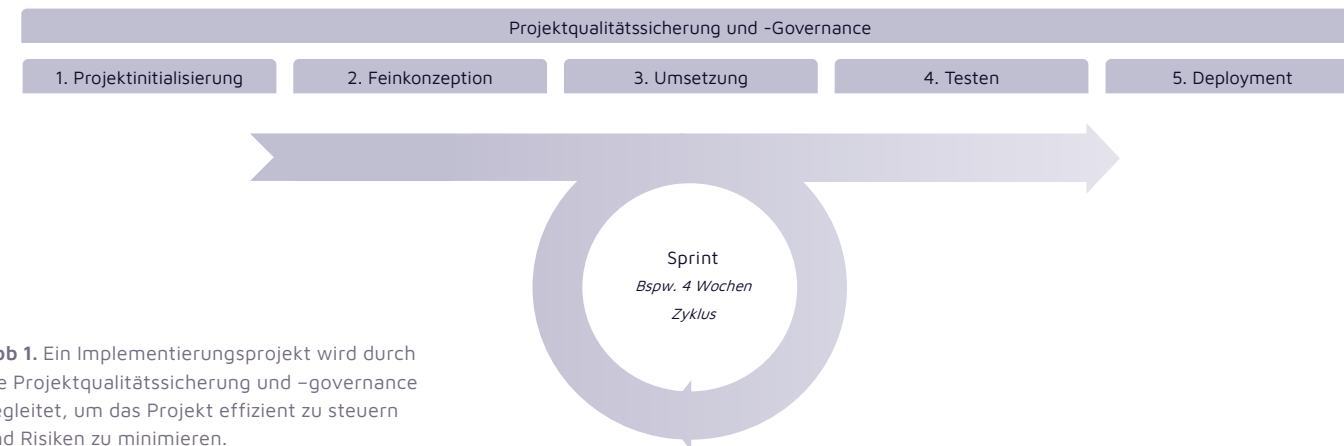 Projektqualitätssicherung und -Governance
1. Projektinitialisierung
2. Feinkonzeption
3. Umsetzung
4. Testen
5. Deployment
Sprint
Bspw. 4 Wochen
Zyklus
1. Ein Implementierungsprojekt wird durch
Projektqualitätssicherung und –governance
um das Projekt effizient zu steuern
Risiken zu minimieren.